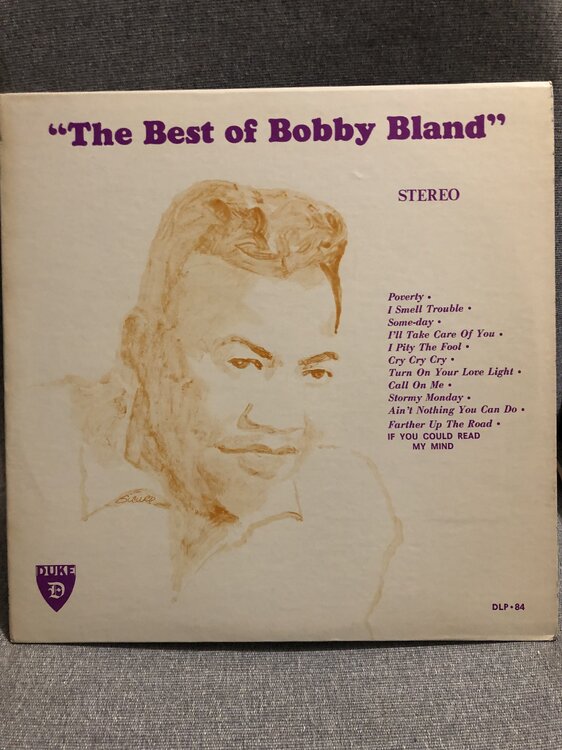 “The Best of Bobby Bland”
STEREO
Poverty •
I Smell Trouble •
Some-day •
I'll Take Care Of You •
I Pity The Fool •
Cry Cry Cry •
Turn On Your Love Light •
Call On Me •
Stormy Monday •
Ain't Nothing You Can Do •
Farther Up The Road •
IF YOU COULD READ
MY MIND
DUKE
D
DLP • 84